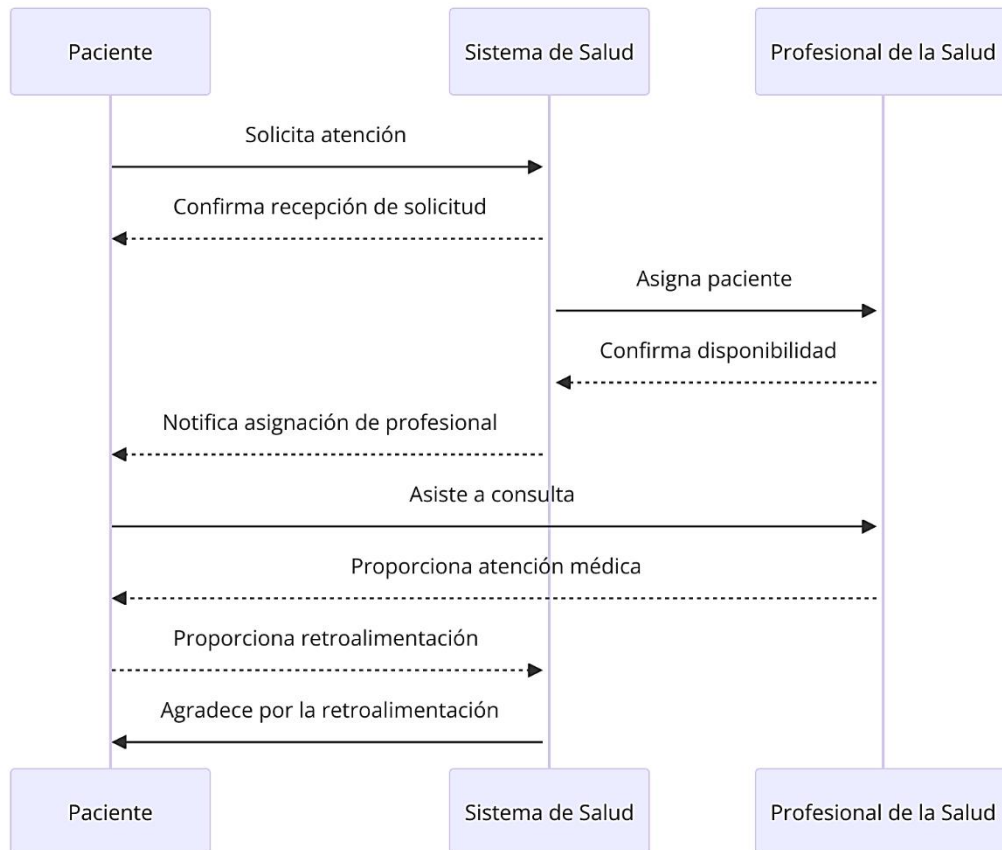 Paciente
Sistema de Salud
Profesional de la Salud
Solicita atención
Confirma recepción de solicitud
Asigna paciente
Confirma disponibilidad
Notifica asignación de profesional
Asiste a consulta
Proporciona atención médica
Proporciona retroalimentación
Agradece por la retroalimentación
Paciente
Sistema de Salud
Profesional de la Salud